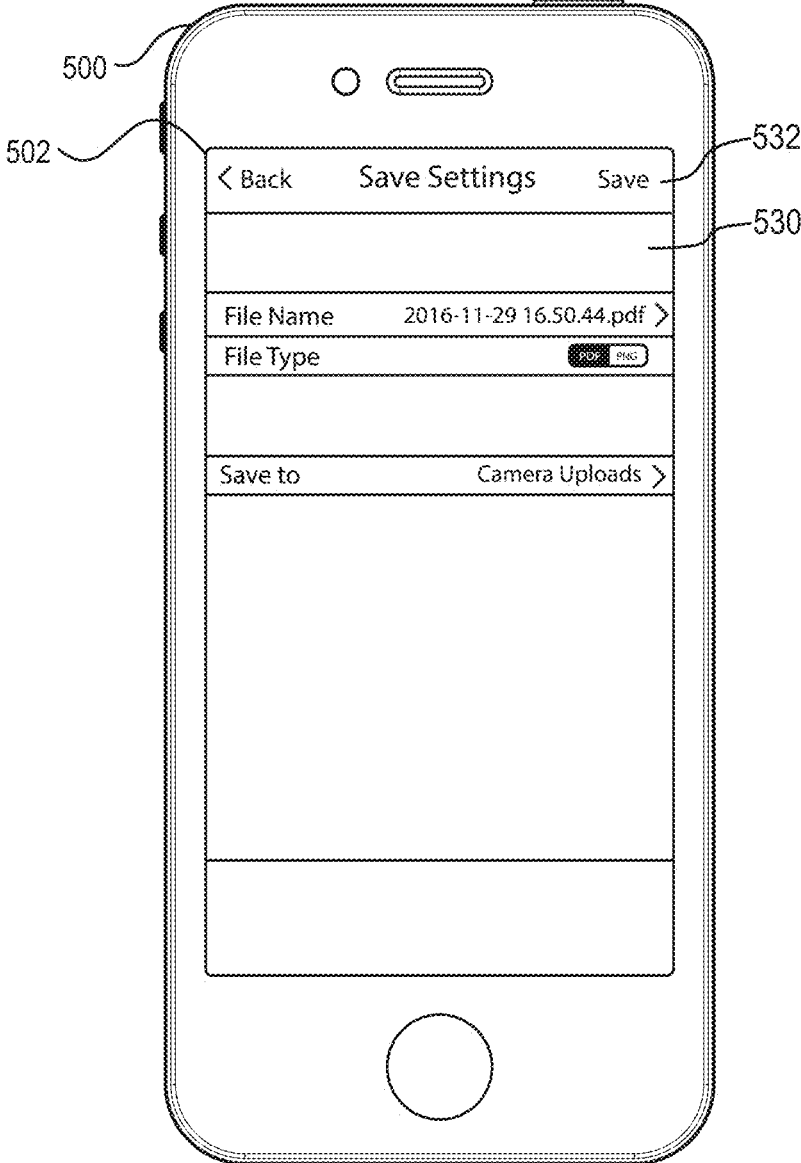 500
502
532
530
< Back Save Settings Save
File Name 2016-11-29 16.50.44.pdf >
File Type PDF PNG
Save to Camera Uploads >